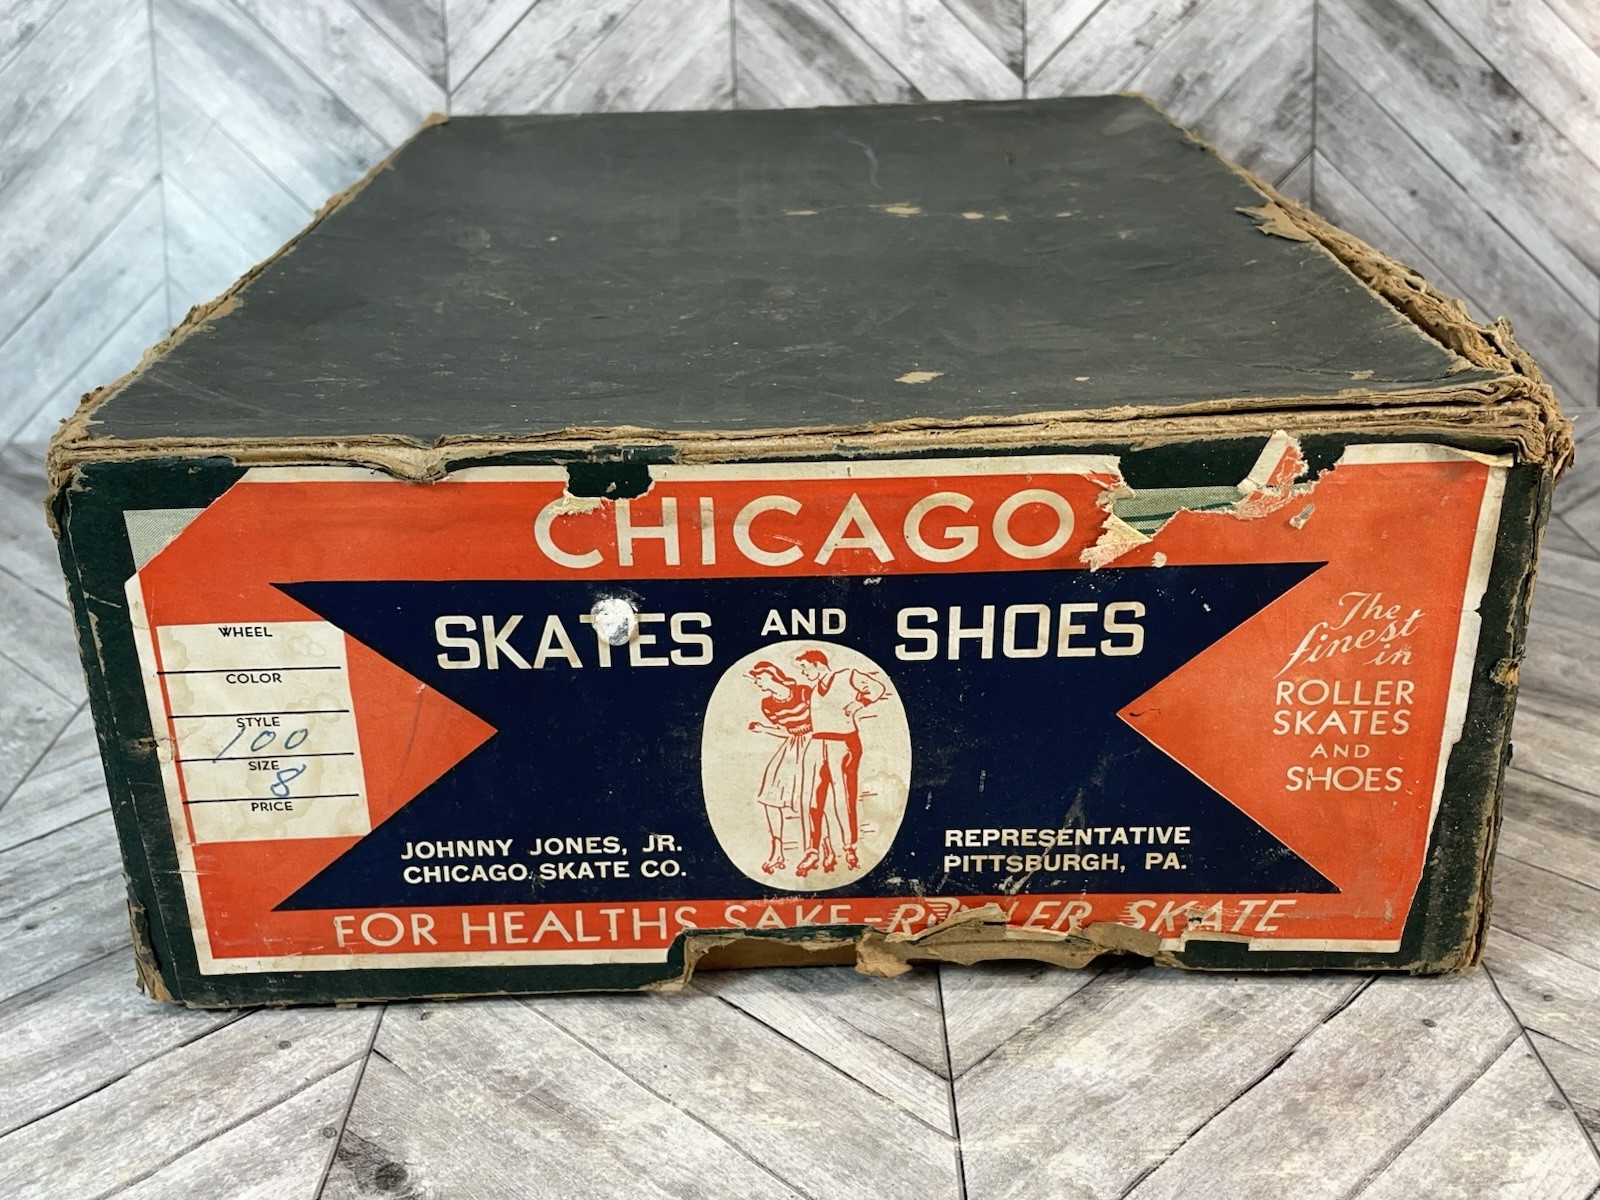 CHICAGO
SKATES AND SHOES
WHEEL
COLOR
STYLE
100
SIZE
8
PRICE
The
finest
in
ROLLER
SKATES
AND
SHOES
JOHNNY JONES, JR.
CHICAGO SKATE CO.
REPRESENTATIVE
PITTSBURGH, PA.
FOR HEALTHS SAKE-ROLLER SKATE